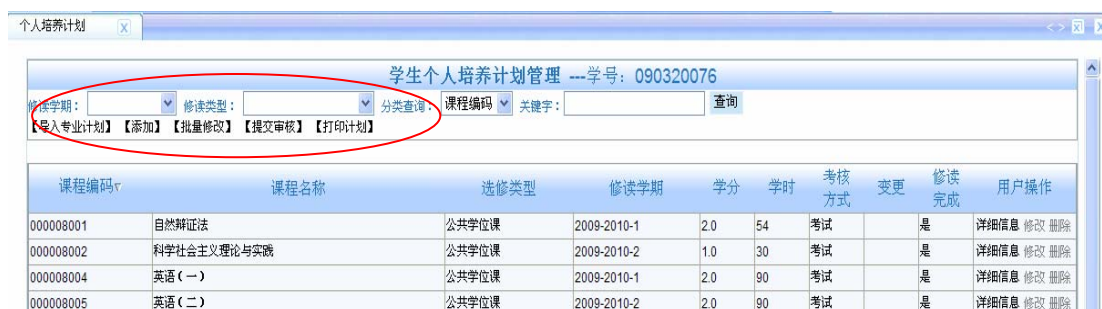 个人培养计划 X
学生个人培养计划管理 ---学号：090320076
修读学期： 修读类型： 分类查询： 课程编码 关键字： 查询
【导入专业计划】 【添加】 【批量修改】 【提交审核】 【打印计划】
课程编码 课程名称 选修类型 修读学期 学分 学时 考核方式 变更 修读完成 用户操作
000008001 自然辩证法 公共学位课 2009-2010-1 2.0 54 考试 是 详细信息 修改 删除
000008002 科学社会主义理论与实践 公共学位课 2009-2010-2 1.0 30 考试 是 详细信息 修改 删除
000008004 英语(一) 公共学位课 2009-2010-1 2.0 90 考试 是 详细信息 修改 删除
000008005 英语(二) 公共学位课 2009-2010-2 2.0 90 考试 是 详细信息 修改 删除